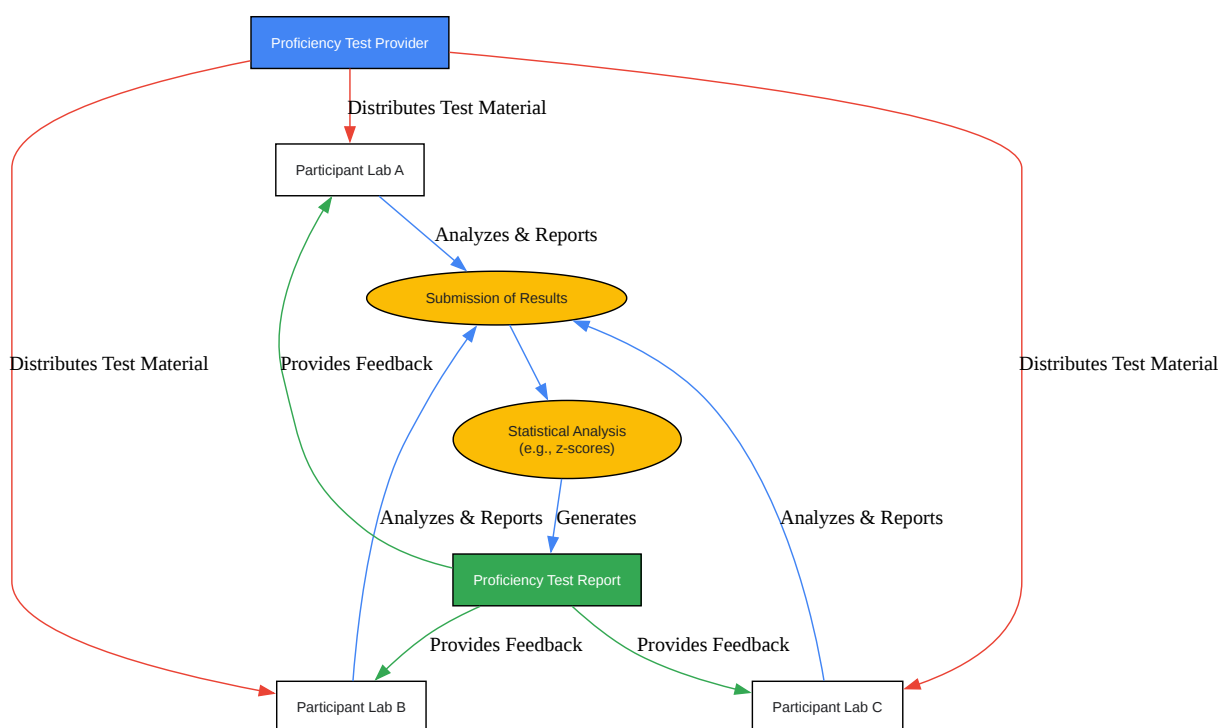 Proficiency Test Provider
Distributes Test Material
Participant Lab A
Analyzes & Reports
Submission of Results
Distributes Test Material
Provides Feedback
Distributes Test Material
Statistical Analysis
(e.g., z-scores)
Analyzes & Reports
Generates
Analyzes & Reports
Proficiency Test Report
Provides Feedback
Provides Feedback
Participant Lab B
Participant Lab C